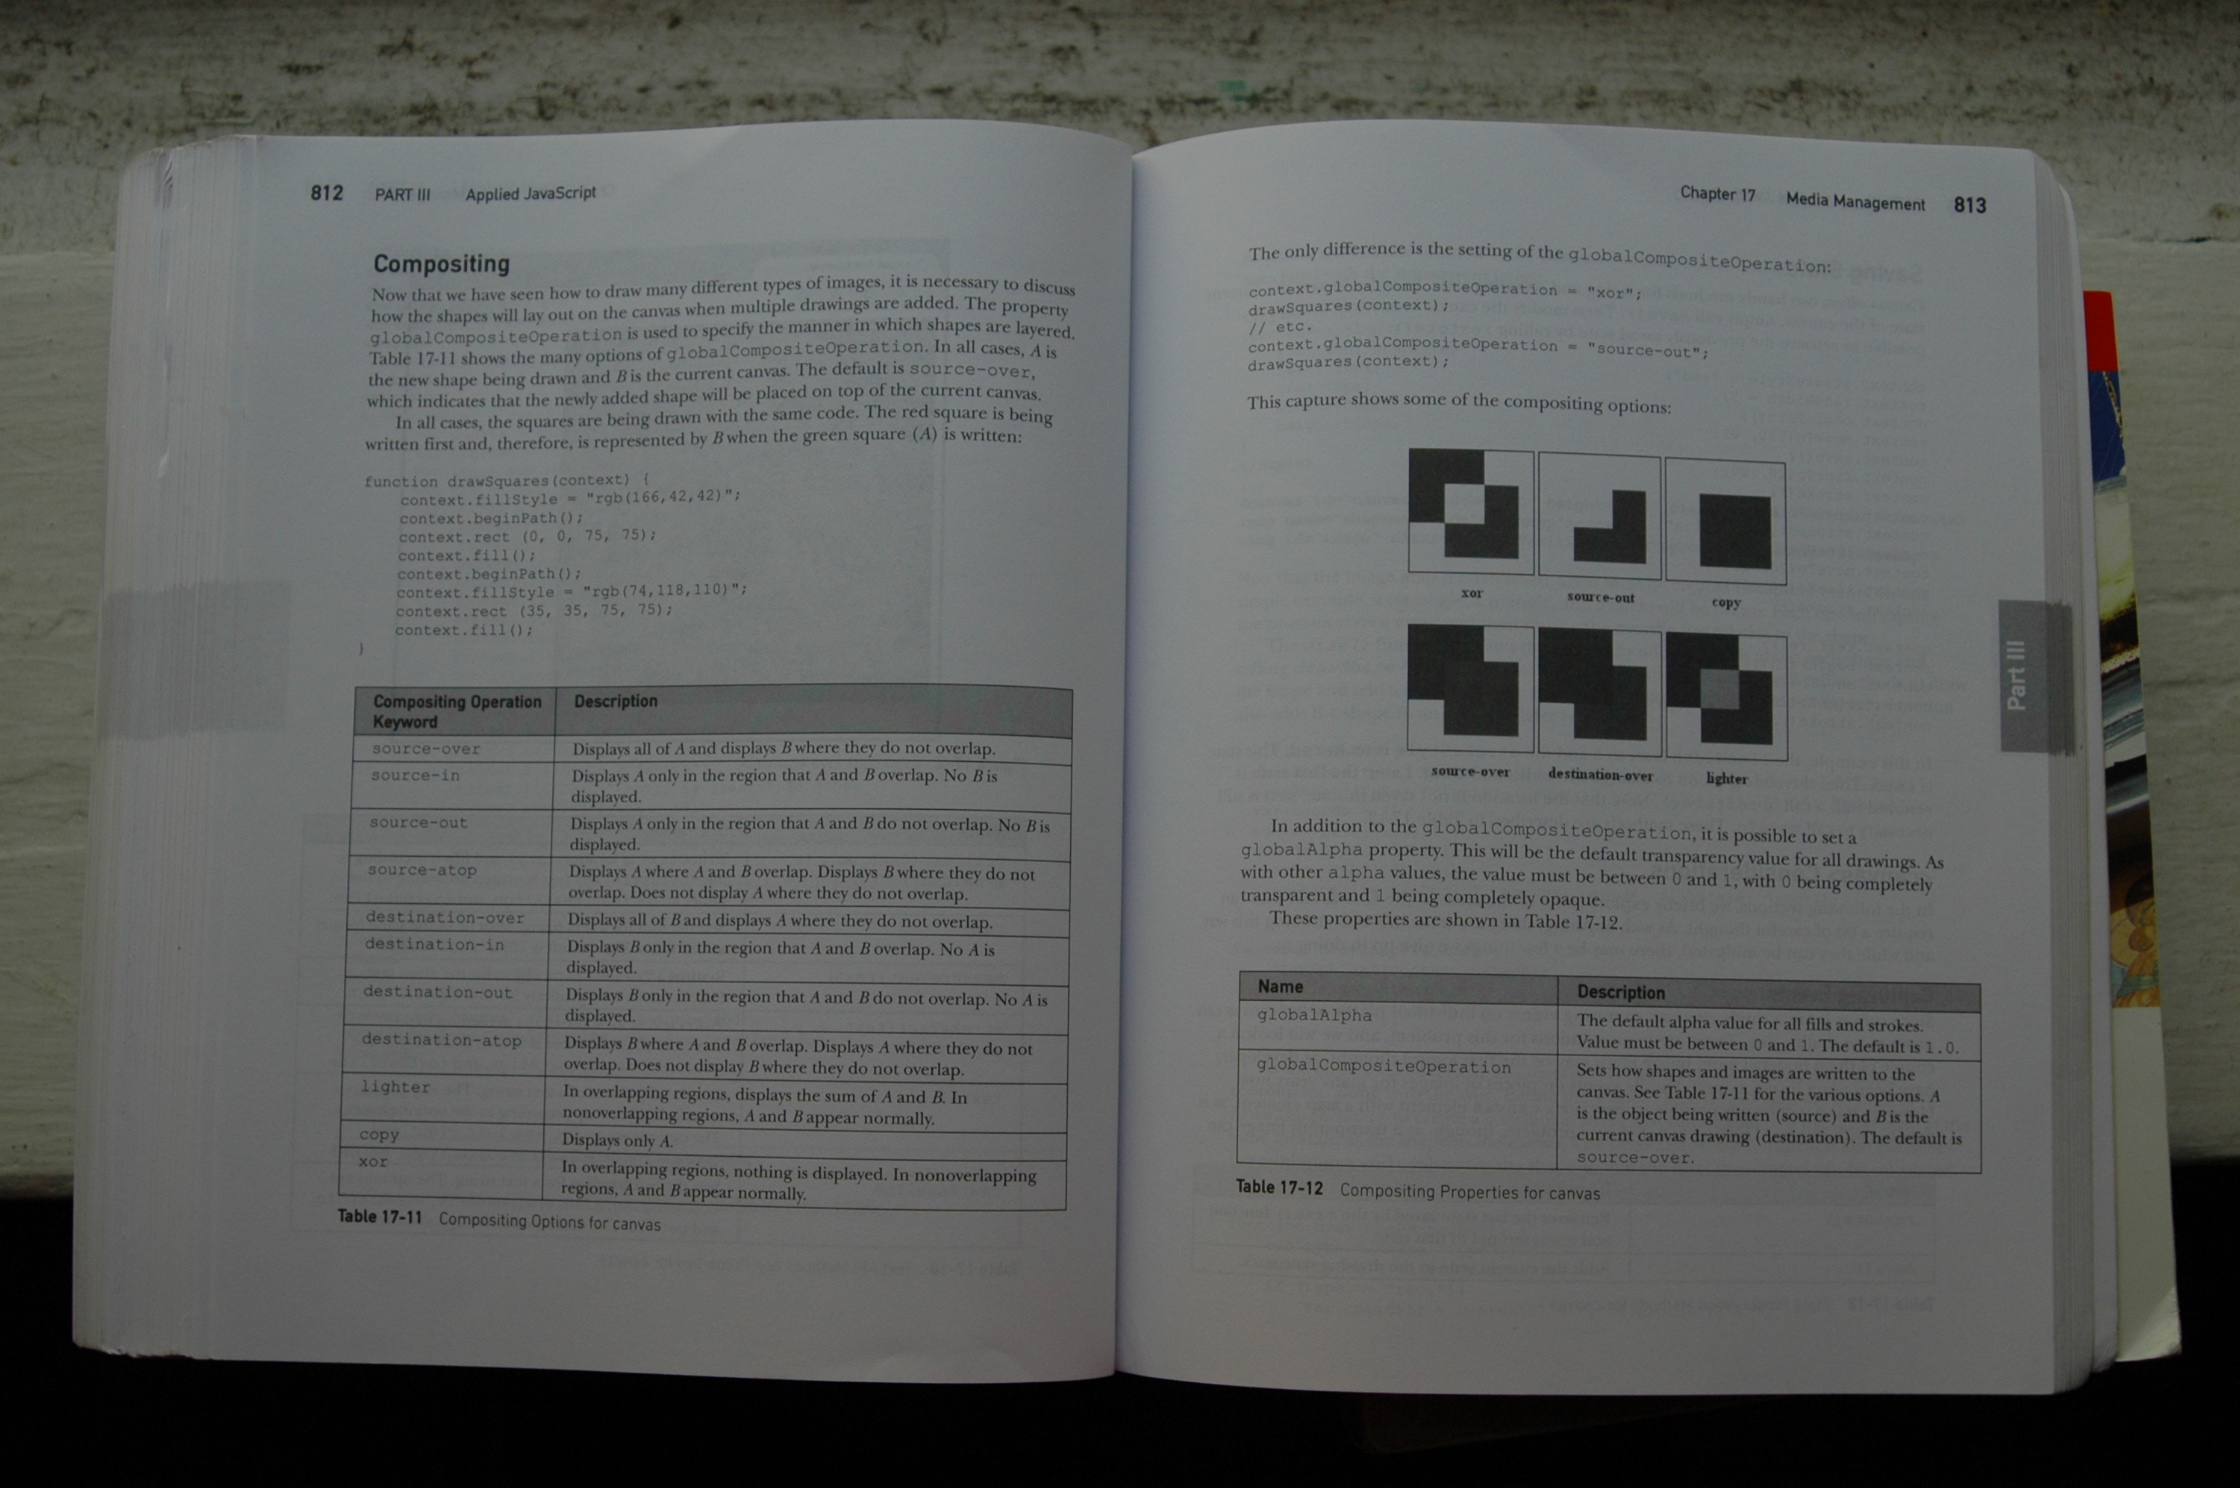 812 PART III Applied JavaScript
Compositing
Now that we have seen how to draw many different types of images, it is necessary to discuss
how the shapes will lay out on the canvas when multiple drawings are added. The property
globalCompositeOperation is used to specify the manner in which shapes are layered.
Table 17-11 shows the many options of globalCompositeOperation. In all cases, A is
the new shape being drawn and B is the current canvas. The default is source-over,
which indicates that the newly added shape will be placed on top of the current canvas.
In all cases, the squares are being drawn with the same code. The red square is being
written first and, therefore, is represented by B when the green square (A) is written:
function drawSquares(context) {
context.fillStyle = "rgb(166,42,42)";
context.beginPath();
context.rect (0, 0, 75, 75);
context.fill();
context.beginPath();
context.fillStyle = "rgb(74,118,110)";
context.rect (35, 35, 75, 75);
context.fill();
}
Compositing Operation Description
Keyword
source-over Displays all of A and displays B where they do not overlap.
source-in Displays A only in the region that A and B overlap. No B is
displayed.
source-out Displays A only in the region that A and B do not overlap. No B is
displayed.
source-atop Displays A where A and B overlap. Displays B where they do not
overlap. Does not display A where they do not overlap.
destination-over Displays all of B and displays A where they do not overlap.
destination-in Displays B only in the region that A and B overlap. No A is
displayed.
destination-out Displays B only in the region that A and B do not overlap. No A is
displayed.
destination-atop Displays B where A and B overlap. Displays A where they do not
overlap. Does not display B where they do not overlap.
lighter In overlapping regions, displays the sum of A and B. In
nonoverlapping regions, A and B appear normally.
copy Displays only A.
xor In overlapping regions, nothing is displayed. In nonoverlapping
regions, A and B appear normally.
Table 17-11 Compositing Options for canvas
Chapter 17 Media Management 813
The only difference is the setting of the globalCompositeOperation:
context.globalCompositeOperation = "xor";
drawSquares(context);
// etc.
context.globalCompositeOperation = "source-out";
drawSquares(context);
This capture shows some of the compositing options:
xor source-out copy
source-over destination-over lighter
In addition to the globalCompositeOperation, it is possible to set a
globalAlpha property. This will be the default transparency value for all drawings. As
with other alpha values, the value must be between 0 and 1, with 0 being completely
transparent and 1 being completely opaque.
These properties are shown in Table 17-12.
Name Description
globalAlpha The default alpha value for all fills and strokes.
Value must be between 0 and 1. The default is 1.0.
globalCompositeOperation Sets how shapes and images are written to the
canvas. See Table 17-11 for the various options. A
is the object being written (source) and B is the
current canvas drawing (destination). The default is
source-over.
Table 17-12 Compositing Properties for canvas
Part III